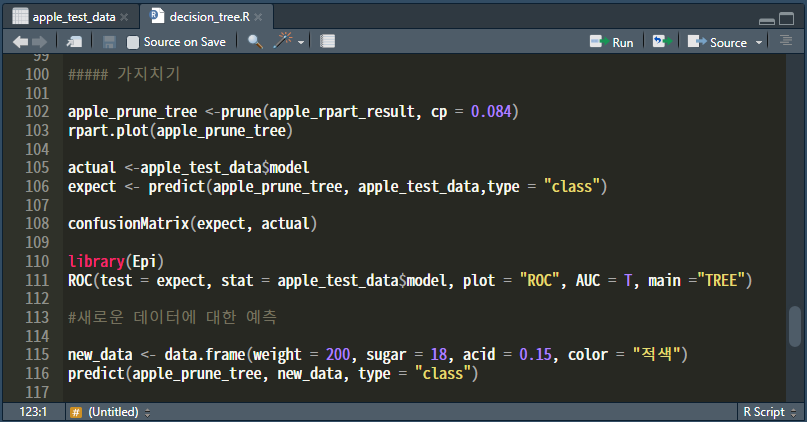 apple_test_data
decision_tree.R
Source on Save
Run
Source
99
100 ##### 가지치기
101
102 apple_prune_tree <-prune(apple_rpart_result, cp = 0.084)
103 rpart.plot(apple_prune_tree)
104
105 actual <-apple_test_data$model
106 expect <- predict(apple_prune_tree, apple_test_data,type = "class")
107
108 confusionMatrix(expect, actual)
109
110 library(Epi)
111 ROC(test = expect, stat = apple_test_data$model, plot = "ROC", AUC = T, main ="TREE")
112
113 #새로운 데이터에 대한 예측
114
115 new_data <- data.frame(weight = 200, sugar = 18, acid = 0.15, color = "적색")
116 predict(apple_prune_tree, new_data, type = "class")
117
123:1 # (Untitled) R Script